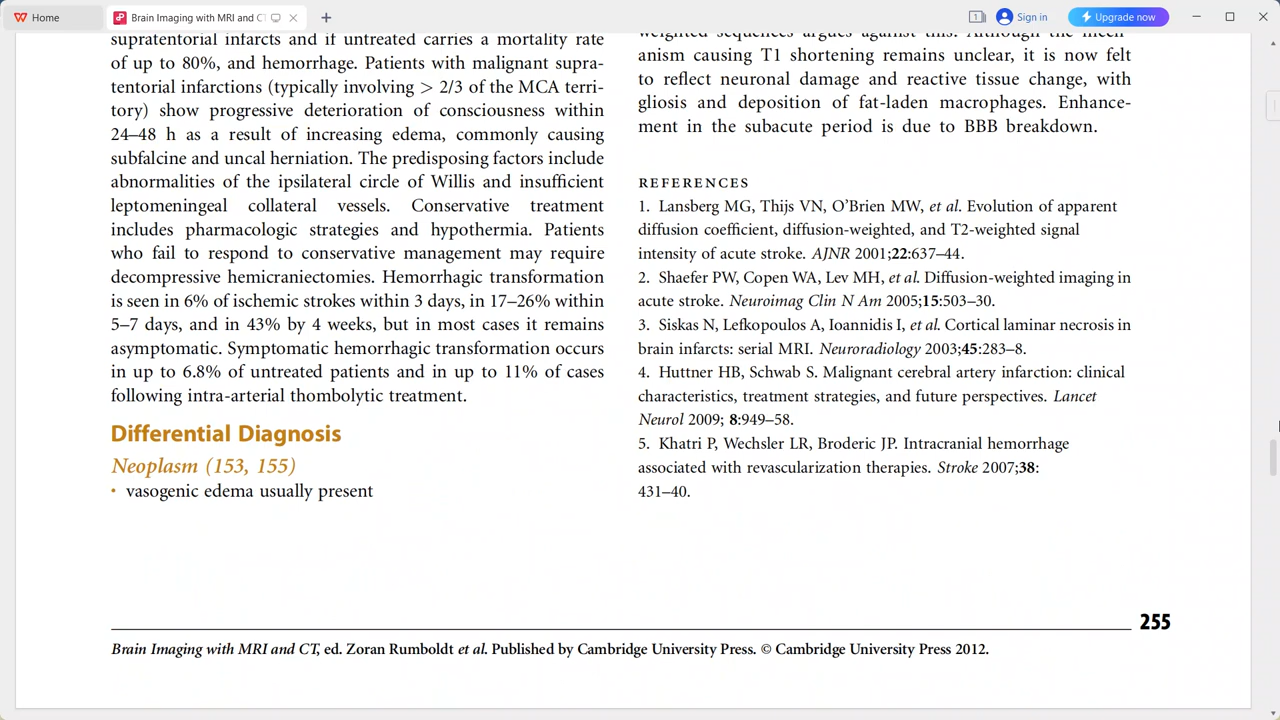 Home
Brain Imaging with MRI and C
1
Sign in
Upgrade now
supratentorial infarcts and if untreated carries a mortality rate
of up to 80%, and hemorrhage. Patients with malignant supra-
tentorial infarctions (typically involving > 2/3 of the MCA terri-
tory) show progressive deterioration of consciousness within
24–48 h as a result of increasing edema, commonly causing
subfalcine and uncal herniation. The predisposing factors include
abnormalities of the ipsilateral circle of Willis and insufficient
leptomeningeal collateral vessels. Conservative treatment
includes pharmacologic strategies and hypothermia. Patients
who fail to respond to conservative management may require
decompressive hemicraniectomies. Hemorrhagic transformation
is seen in 6% of ischemic strokes within 3 days, in 17–26% within
5–7 days, and in 43% by 4 weeks, but in most cases it remains
asymptomatic. Symptomatic hemorrhagic transformation occurs
in up to 6.8% of untreated patients and in up to 11% of cases
following intra-arterial thombolytic treatment.
Differential Diagnosis
Neoplasm (153, 155)
• vasogenic edema usually present
weighted sequences argues against this. Although the mech-
anism causing T1 shortening remains unclear, it is now felt
to reflect neuronal damage and reactive tissue change, with
gliosis and deposition of fat-laden macrophages. Enhance-
ment in the subacute period is due to BBB breakdown.
REFERENCES
1. Lansberg MG, Thijs VN, O’Brien MW, et al. Evolution of apparent
diffusion coefficient, diffusion-weighted, and T2-weighted signal
intensity of acute stroke. AJNR 2001;22:637–44.
2. Shaefer PW, Copen WA, Lev MH, et al. Diffusion-weighted imaging in
acute stroke. Neuroimag Clin N Am 2005;15:503–30.
3. Siskas N, Lefkopoulos A, Ioannidis I, et al. Cortical laminar necrosis in
brain infarcts: serial MRI. Neuroradiology 2003;45:283–8.
4. Huttner HB, Schwab S. Malignant cerebral artery infarction: clinical
characteristics, treatment strategies, and future perspectives. Lancet
Neurol 2009; 8:949–58.
5. Khatri P, Wechsler LR, Broderic JP. Intracranial hemorrhage
associated with revascularization therapies. Stroke 2007;38:
431–40.
255
Brain Imaging with MRI and CT, ed. Zoran Rumboldt et al. Published by Cambridge University Press. © Cambridge University Press 2012.